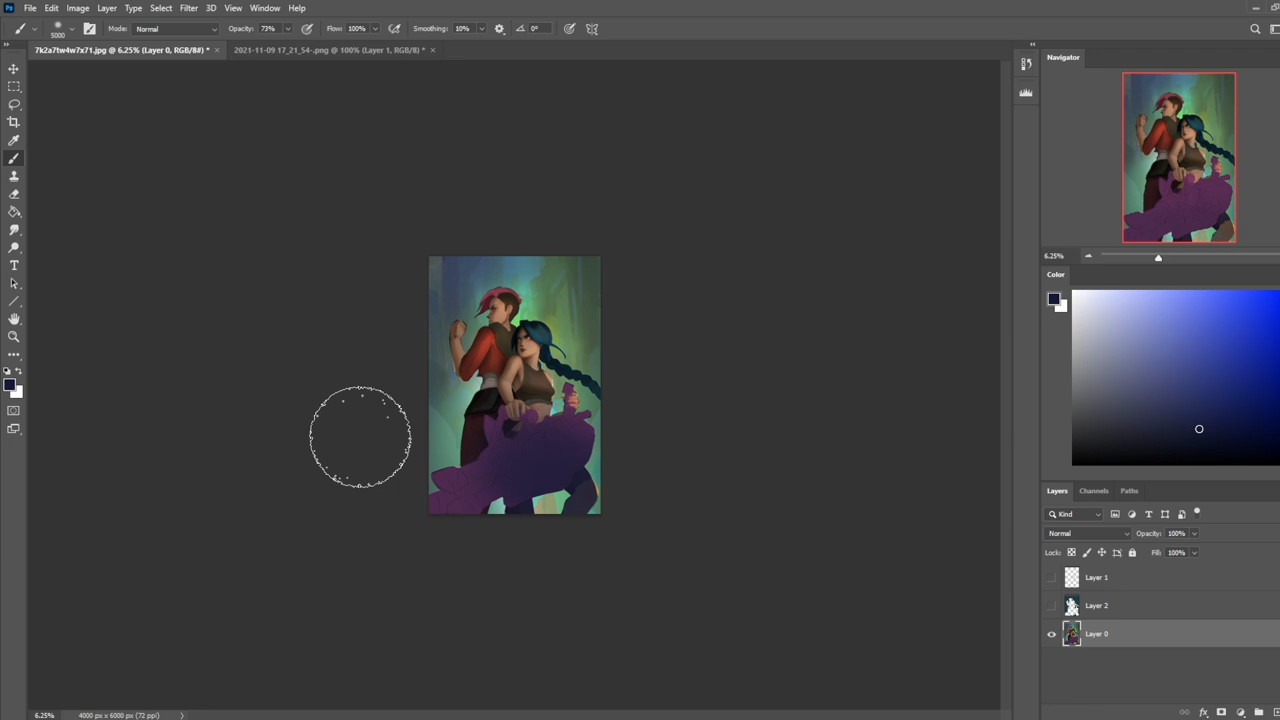 Ps File Edit Image Layer Type Select Filter 3D View Window Help
5000 Mode: Normal Opacity: 73% Flow: 100% Smoothing: 10% 0°
7k2a7tw4w7x71.jpg @ 6.25% (Layer 0, RGB/8#) * × 2021-11-09 17_21_54-.png @ 100% (Layer 1, RGB/8) * ×
Navigator
6.25%
Color
Layers Channels Paths
Kind
Normal Opacity: 100%
Lock: Fill: 100%
Layer 1
Layer 2
Layer 0
6.25% 4000 px x 6000 px (72 ppi)
fx